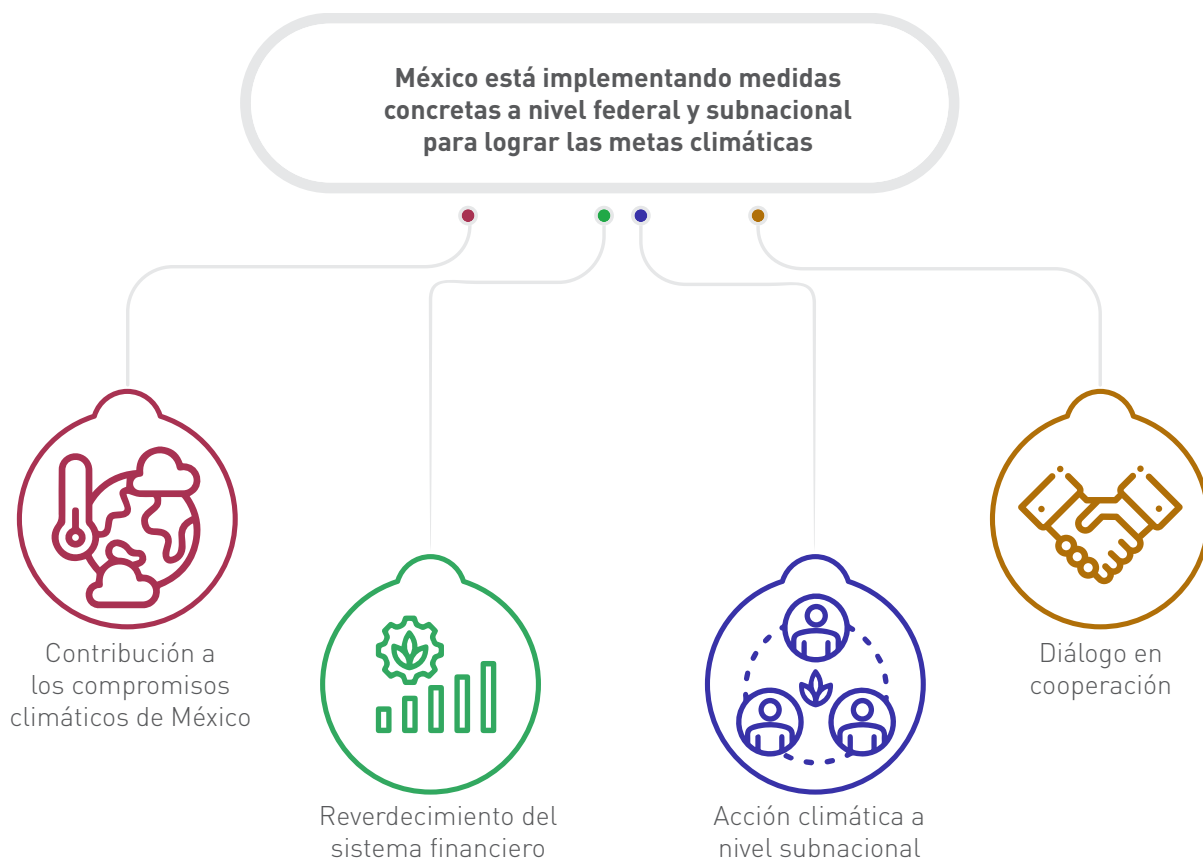 México está implementando medidas
concretas a nivel federal y subnacional
para lograr las metas climáticas
Contribución a
los compromisos
climáticos de México
Reverdecimiento del
sistema financiero
Acción climática a
nivel subnacional
Diálogo en
cooperación